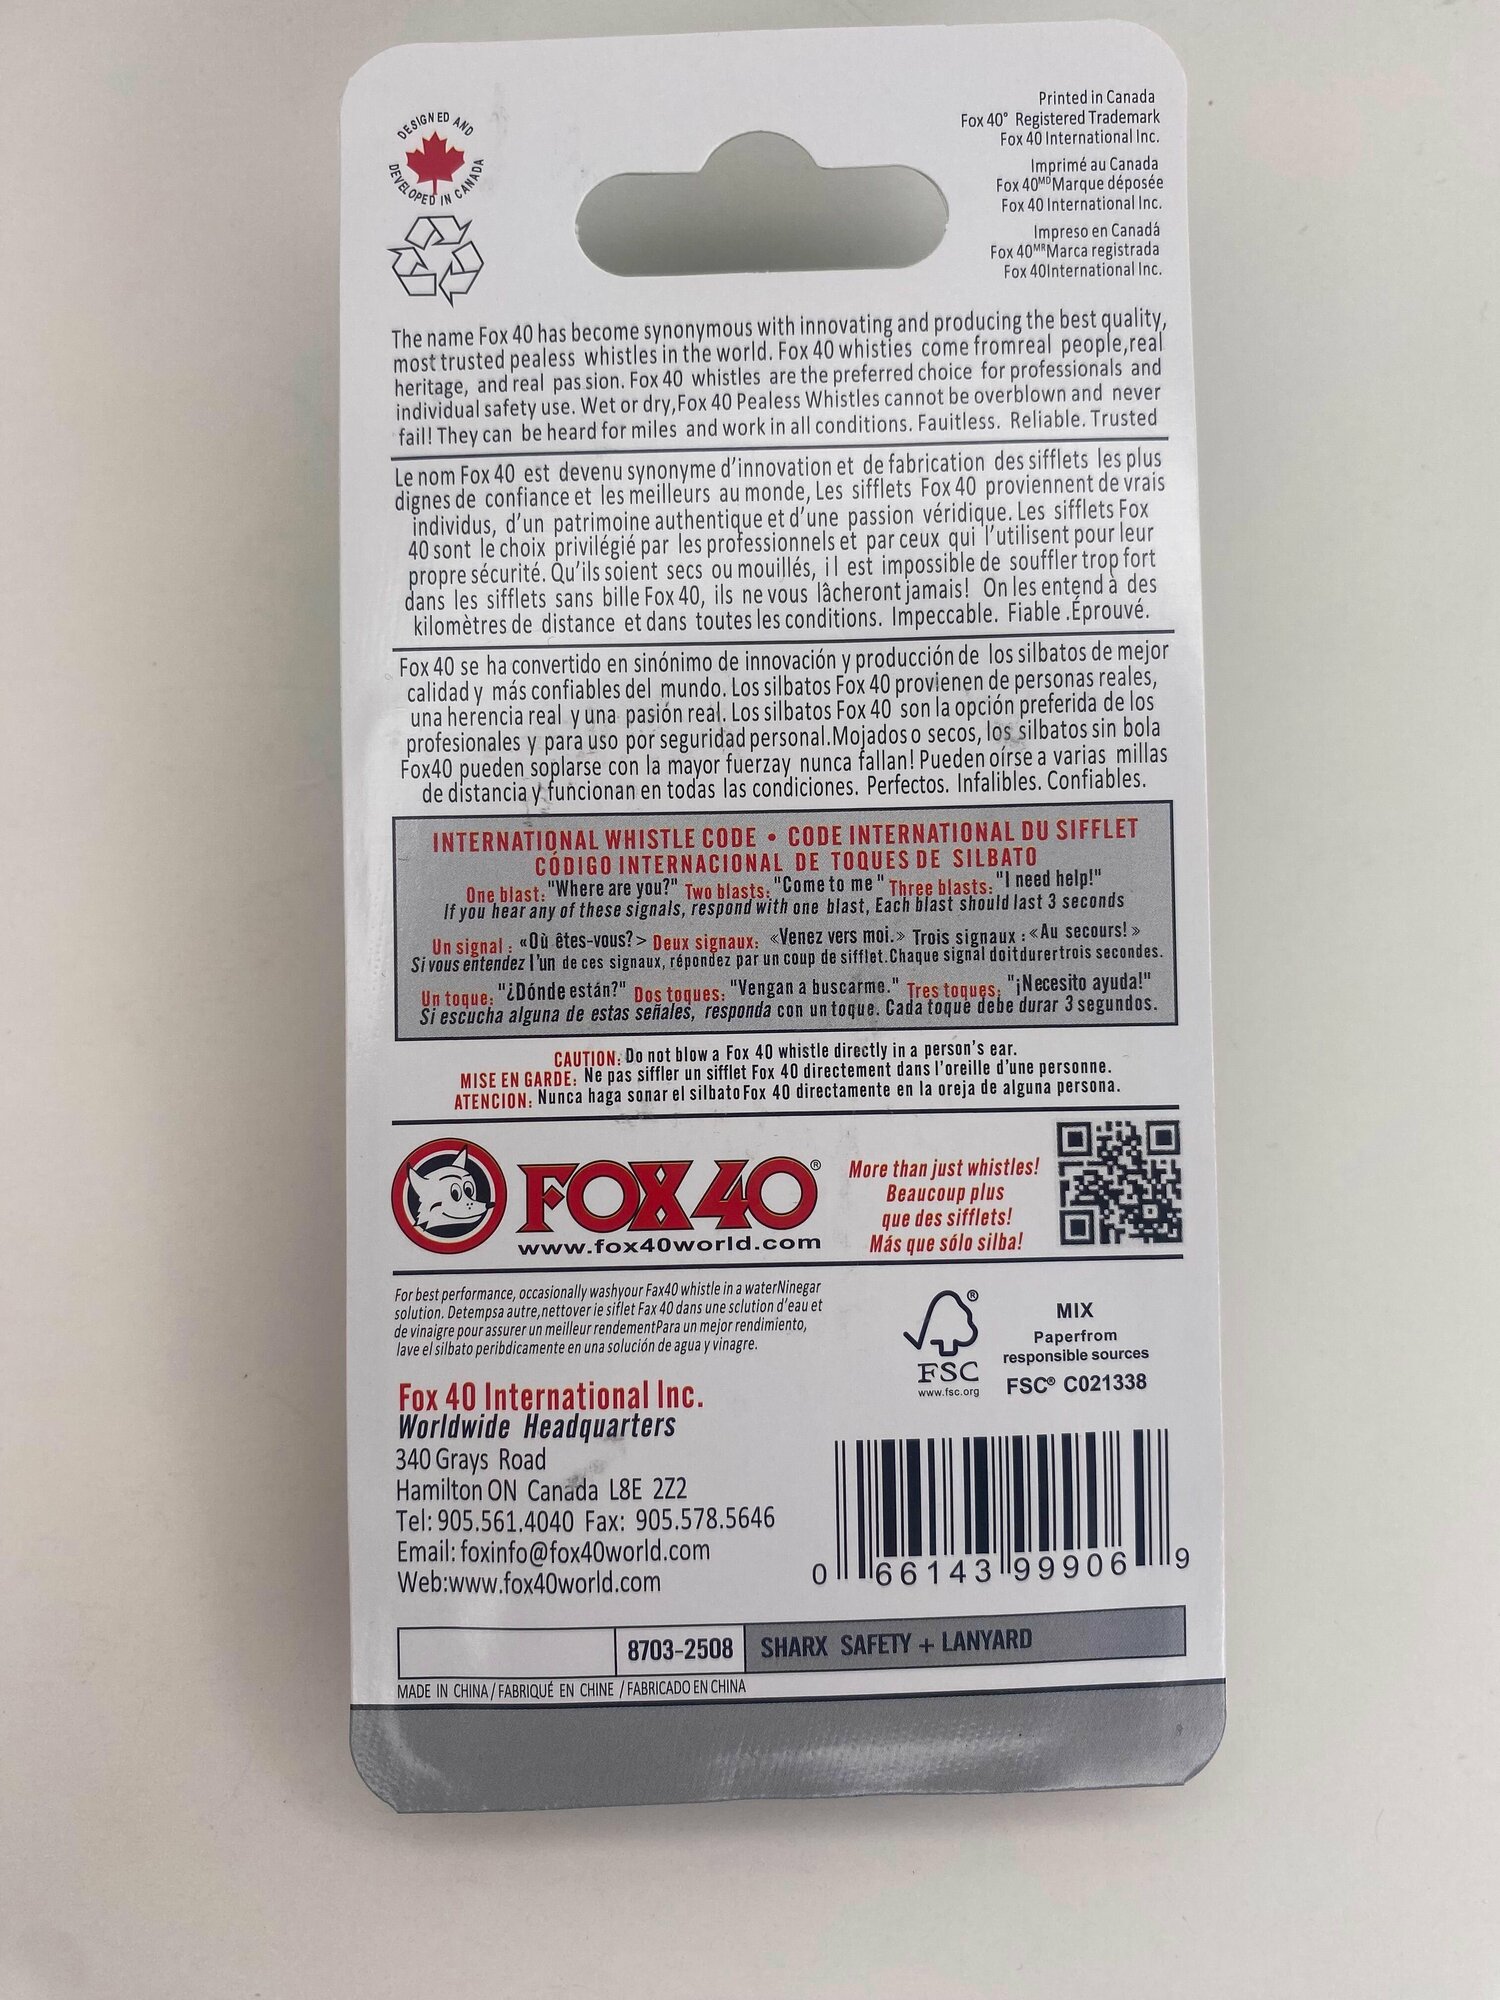 DESIGNED AND
DEVELOPED IN CANADA
Printed in Canada
Fox 40® Registered Trademark
Fox 40 International Inc.
Imprimé au Canada
Fox 40MD Marque déposée
Fox 40 International Inc.
Impreso en Canadá
Fox 40MR Marca registrada
Fox 40International Inc.
The name Fox 40 has become synonymous with innovating and producing the best quality,
most trusted pealess whistles in the world. Fox 40 whisties come fromreal people,real
heritage, and real pas sion. Fox 40 whistles are the preferred choice for professionals and
individual safety use. Wet or dry,Fox 40 Pealess Whistles cannot be overblown and never
fail! They can be heard for miles and work in all conditions. Fauitless. Reliable. Trusted
Le nom Fox 40 est devenu synonyme d'innovation et de fabrication des sifflets les plus
dignes de confiance et les meilleurs au monde, Les sifflets Fox 40 proviennent de vrais
individus, d'un patrimoine authentique et d'une passion véridique. Les sifflets Fox
40 sont le choix privilégié par les professionnels et par ceux qui l'utilisent pour leur
propre sécurité. Qu'ils soient secs ou mouillés, il est impossible de souffler trop fort
dans les sifflets sans bille Fox 40, ils ne vous lâcheront jamais! On les entend à des
kilomètres de distance et dans toutes les conditions. Impeccable. Fiable .Éprouvé.
Fox 40 se ha convertido en sinónimo de innovación y producción de los silbatos de mejor
calidad y más confiables del mundo. Los silbatos Fox 40 provienen de personas reales,
una herencia real y una pasión real. Los silbatos Fox 40 son la opción preferida de los
profesionales y para uso por seguridad personal.Mojados o secos, los silbatos sin bola
Fox40 pueden soplarse con la mayor fuerzay nunca fallan! Pueden oírse a varias millas
de distancia y funcionan en todas las condiciones. Perfectos. Infalibles. Confiables.
INTERNATIONAL WHISTLE CODE • CODE INTERNATIONAL DU SIFFLET
CÓDIGO INTERNACIONAL DE TOQUES DE SILBATO
One blast: "Where are you?" Two blasts: "Come to me" Three blasts: "I need help!"
If you hear any of these signals, respond with one blast, Each blast should last 3 seconds
Un signal : «Où êtes-vous? > Deux signaux: «Venez vers moi.» Trois signaux : «Au secours! »
Si vous entendez l'un de ces signaux, répondez par un coup de sifflet.Chaque signal doitdurertrois secondes.
Un toque: "¿Dónde están?" Dos toques: "Vengan a buscarme." Tres toques: "¡Necesito ayuda!"
Si escucha alguna de estas señales, responda con un toque. Cada toque debe durar 3 segundos.
CAUTION: Do not blow a Fox 40 whistle directly in a person's ear.
MISE EN GARDE: Ne pas siffler un sifflet Fox 40 directement dans l'oreille d'une personne.
ATENCION: Nunca haga sonar el silbato Fox 40 directamente en la oreja de alguna persona.
FOX 40®
www.fox40world.com
More than just whistles!
Beaucoup plus
que des sifflets!
Más que sólo silba!
For best performance, occasionally washyour Fax40 whistle in a waterNinegar
solution. Detempsa autre,nettover ie siflet Fax 40 dans une sclution d'eau et
de vinaigre pour assurer un meilleur rendementPara un mejor rendimiento,
lave el silbato peribdicamente en una solución de agua y vinagre.
FSC®
www.fsc.org
MIX
Paperfrom
responsible sources
FSC® C021338
Fox 40 International Inc.
Worldwide Headquarters
340 Grays Road
Hamilton ON Canada L8E 2Z2
Tel: 905.561.4040 Fax: 905.578.5646
Email: foxinfo@fox40world.com
Web:www.fox40world.com
0 66143 99906 9
8703-2508 SHARX SAFETY + LANYARD
MADE IN CHINA / FABRIQUÉ EN CHINE / FABRICADO EN CHINA